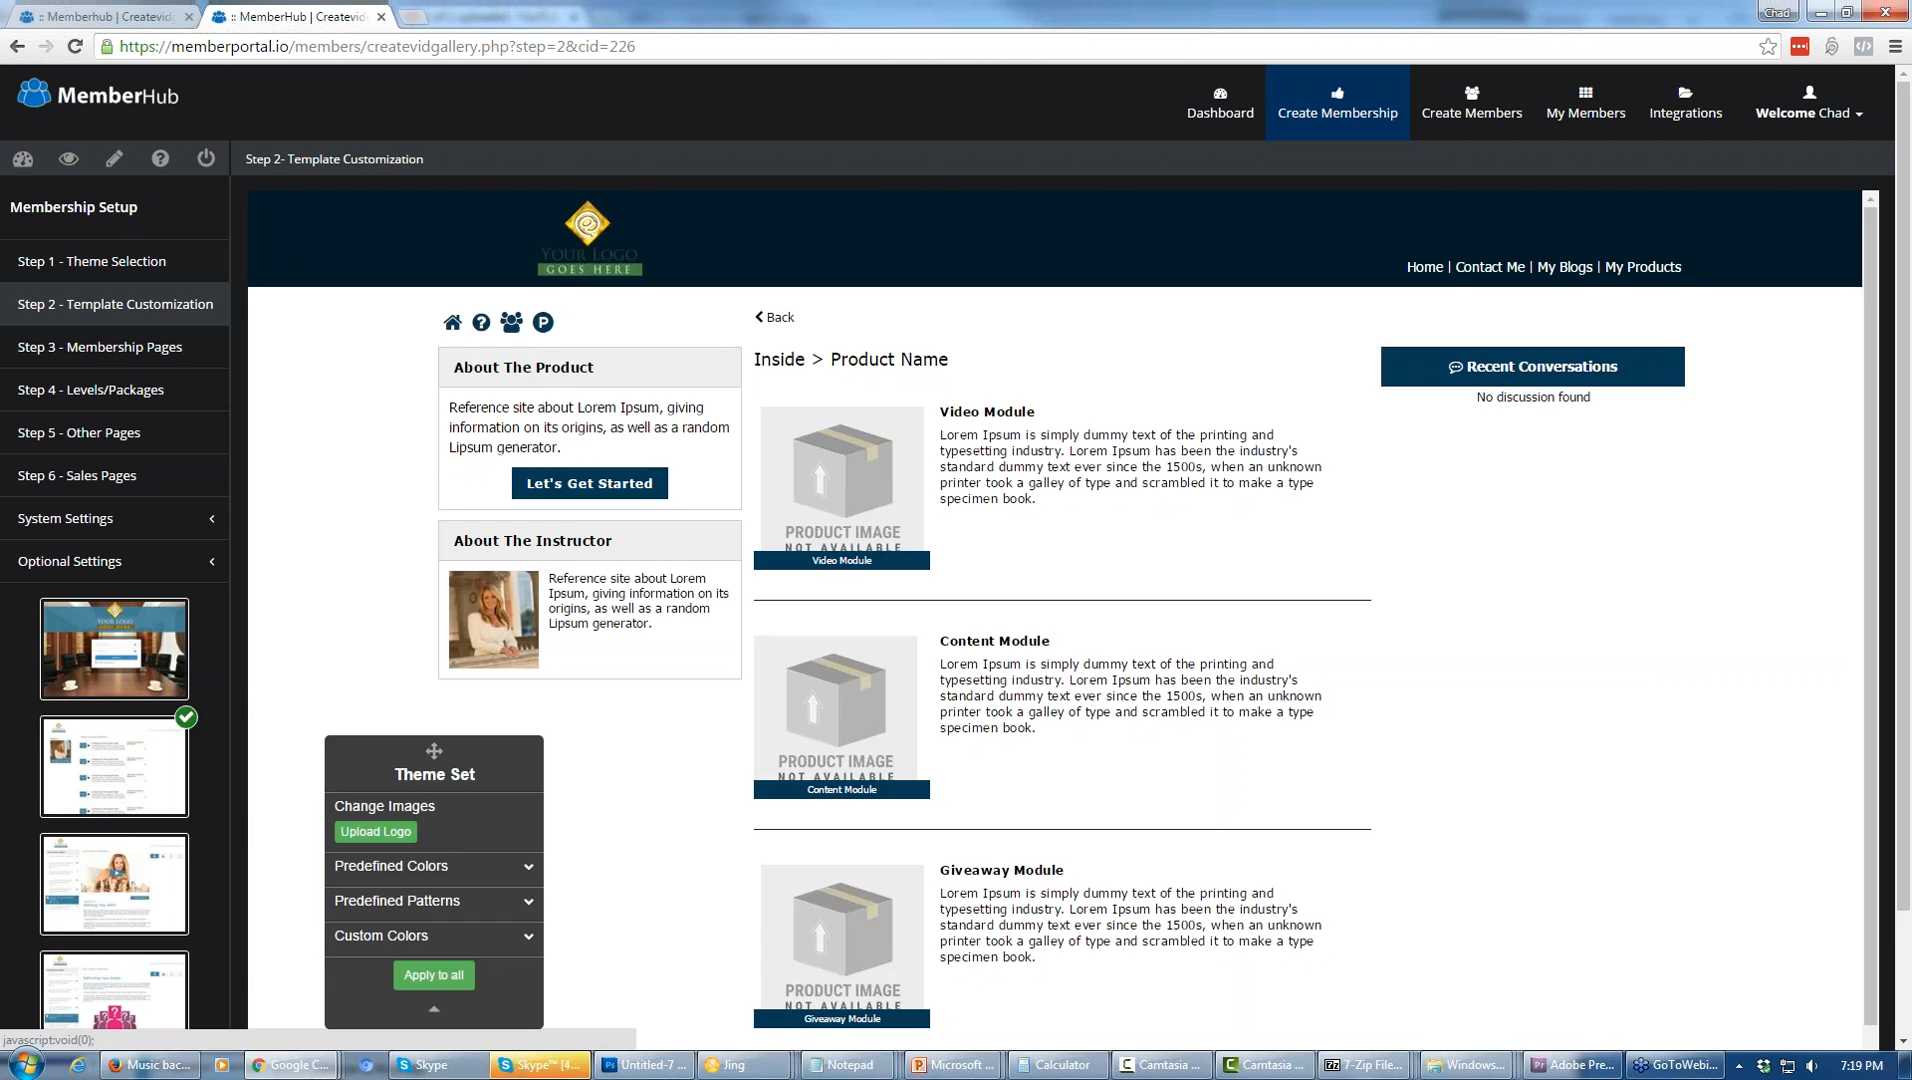 :: Memberhub | Createvid
:: MemberHub | Createvid
Chad
https://memberportal.io/members/createvidgallery.php?step=2&cid=226
MemberHub
Dashboard
Create Membership
Create Members
My Members
Integrations
Welcome Chad
Step 2- Template Customization
Membership Setup
Step 1 - Theme Selection
Step 2 - Template Customization
Step 3 - Membership Pages
Step 4 - Levels/Packages
Step 5 - Other Pages
Step 6 - Sales Pages
System Settings
Optional Settings
YOUR LOGO
GOES HERE
Home | Contact Me | My Blogs | My Products
About The Product
Reference site about Lorem Ipsum, giving
information on its origins, as well as a random
Lipsum generator.
Let's Get Started
About The Instructor
Reference site about Lorem
Ipsum, giving information on its
origins, as well as a random
Lipsum generator.
Back
Inside > Product Name
PRODUCT IMAGE
NOT AVAILABLE
Video Module
Video Module
Lorem Ipsum is simply dummy text of the printing and
typesetting industry. Lorem Ipsum has been the industry's
standard dummy text ever since the 1500s, when an unknown
printer took a galley of type and scrambled it to make a type
specimen book.
PRODUCT IMAGE
NOT AVAILABLE
Content Module
Content Module
Lorem Ipsum is simply dummy text of the printing and
typesetting industry. Lorem Ipsum has been the industry's
standard dummy text ever since the 1500s, when an unknown
printer took a galley of type and scrambled it to make a type
specimen book.
PRODUCT IMAGE
NOT AVAILABLE
Giveaway Module
Giveaway Module
Lorem Ipsum is simply dummy text of the printing and
typesetting industry. Lorem Ipsum has been the industry's
standard dummy text ever since the 1500s, when an unknown
printer took a galley of type and scrambled it to make a type
specimen book.
Recent Conversations
No discussion found
Theme Set
Change Images
Upload Logo
Predefined Colors
Predefined Patterns
Custom Colors
Apply to all
YOUR LOGO
javascript:void(0);
Music bac...
Google C...
Skype
Skype™ [4...
Untitled-7 ...
Jing
Notepad
Microsoft ...
Calculator
Camtasia ...
Camtasia ...
7-Zip File...
Windows...
Adobe Pre...
GoToWebi...
7:19 PM